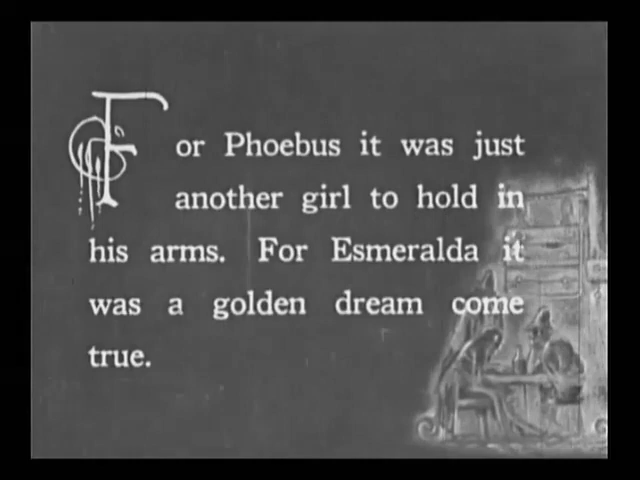 For Phoebus it was just
another girl to hold in
his arms. For Esmeralda it
was a golden dream come
true.